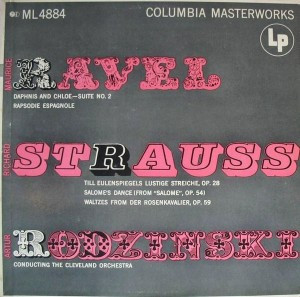 ML 4884
COLUMBIA MASTERWORKS
LP
MAURICE
RAVEL
DAPHNIS AND CHLOE—SUITE NO. 2
RAPSODIE ESPAGNOLE
RICHARD
STRAUSS
TILL EULENSPIEGELS LUSTIGE STREICHE, OP. 28
SALOME'S DANCE (FROM "SALOME", OP. 54)
WALTZES FROM DER ROSENKAVALIER, OP. 59
ARTUR
RODZINSKI
CONDUCTING THE CLEVELAND ORCHESTRA